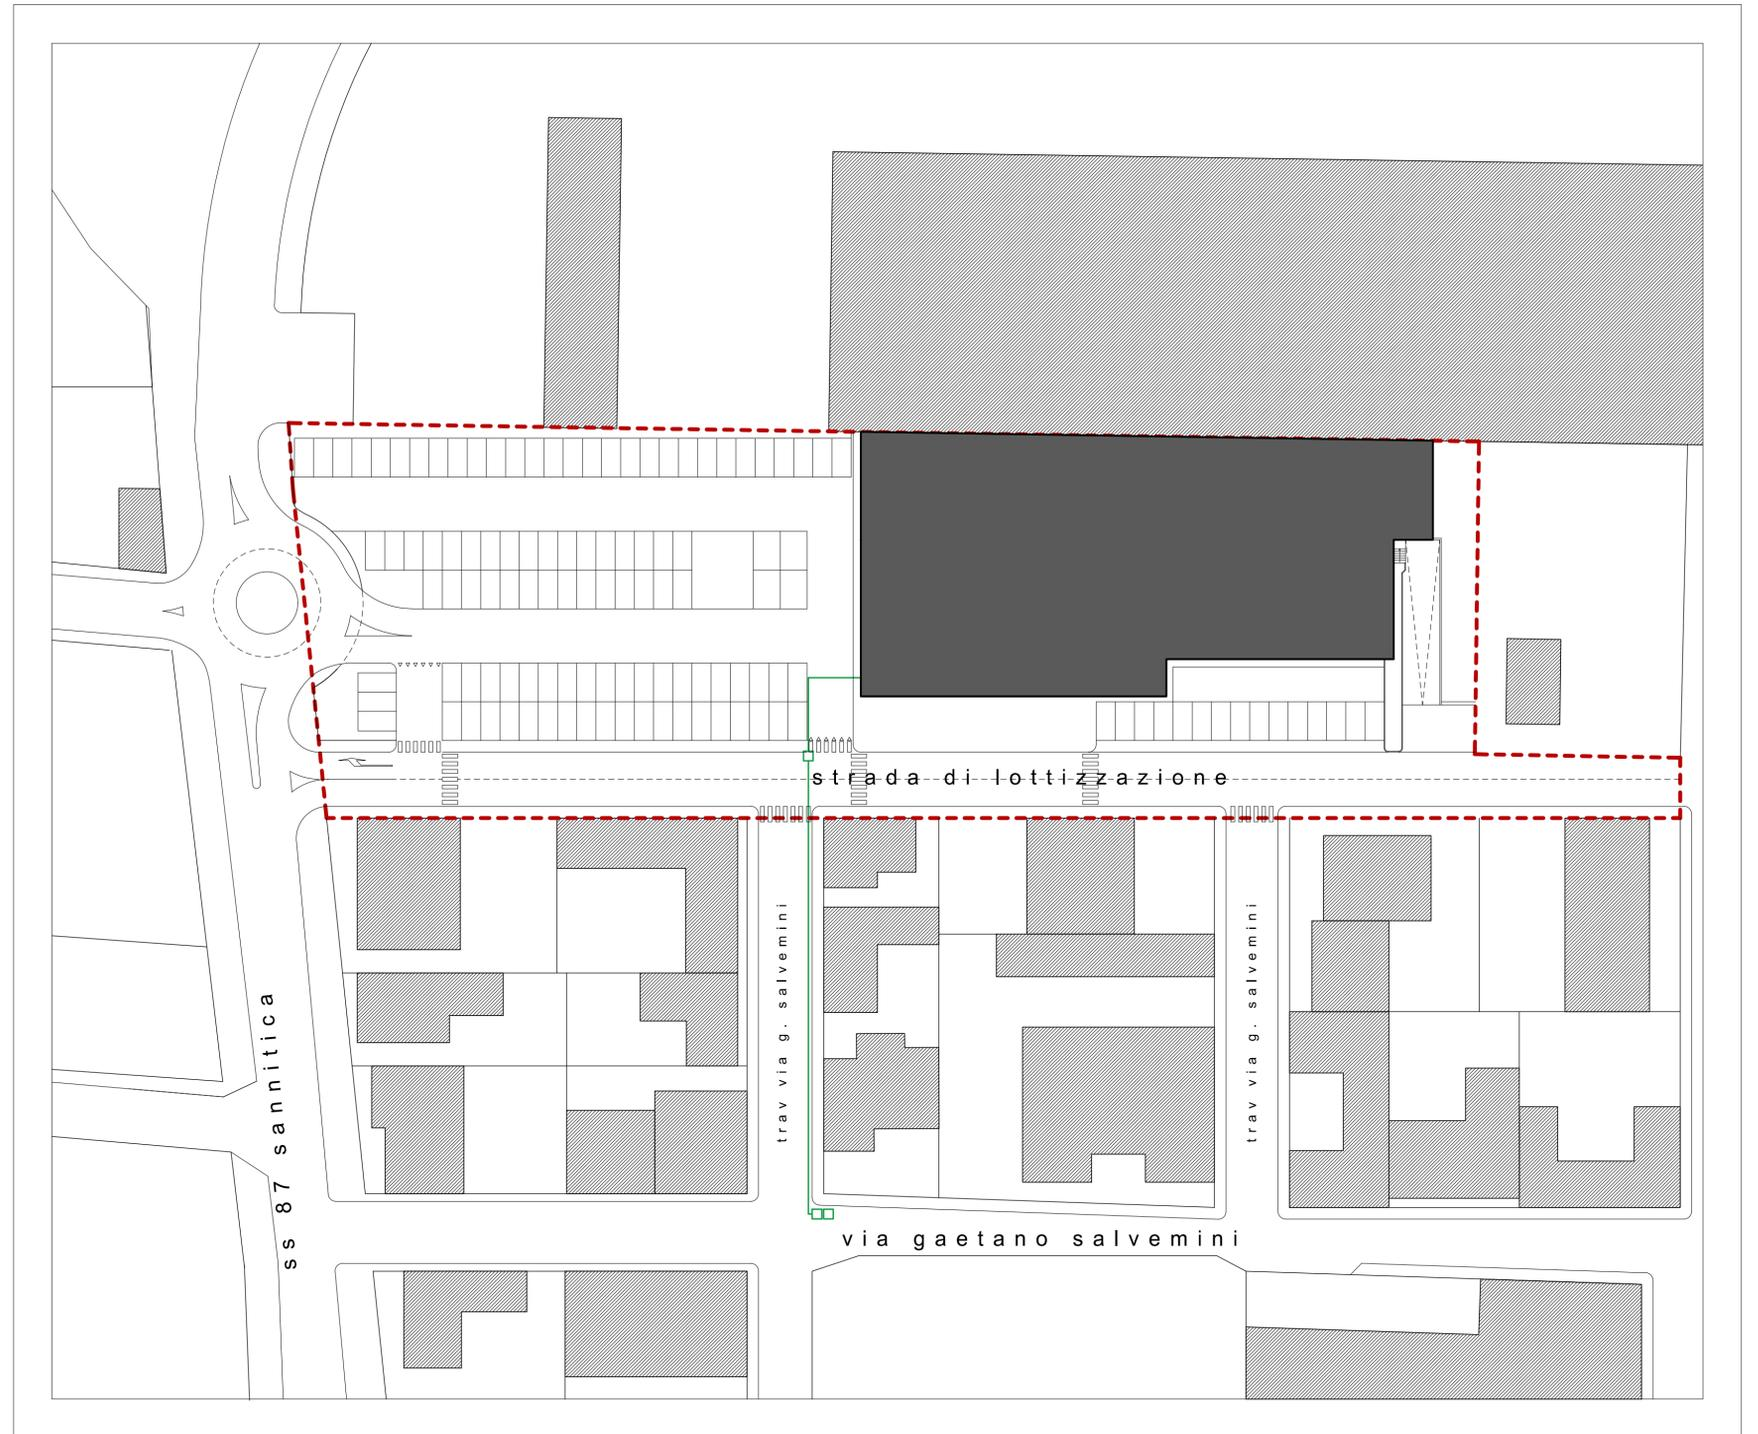 strada di lottizzazione
trav via g. salvemini
trav via g. salvemini
ss 87 sannitica
via gaetano salvemini